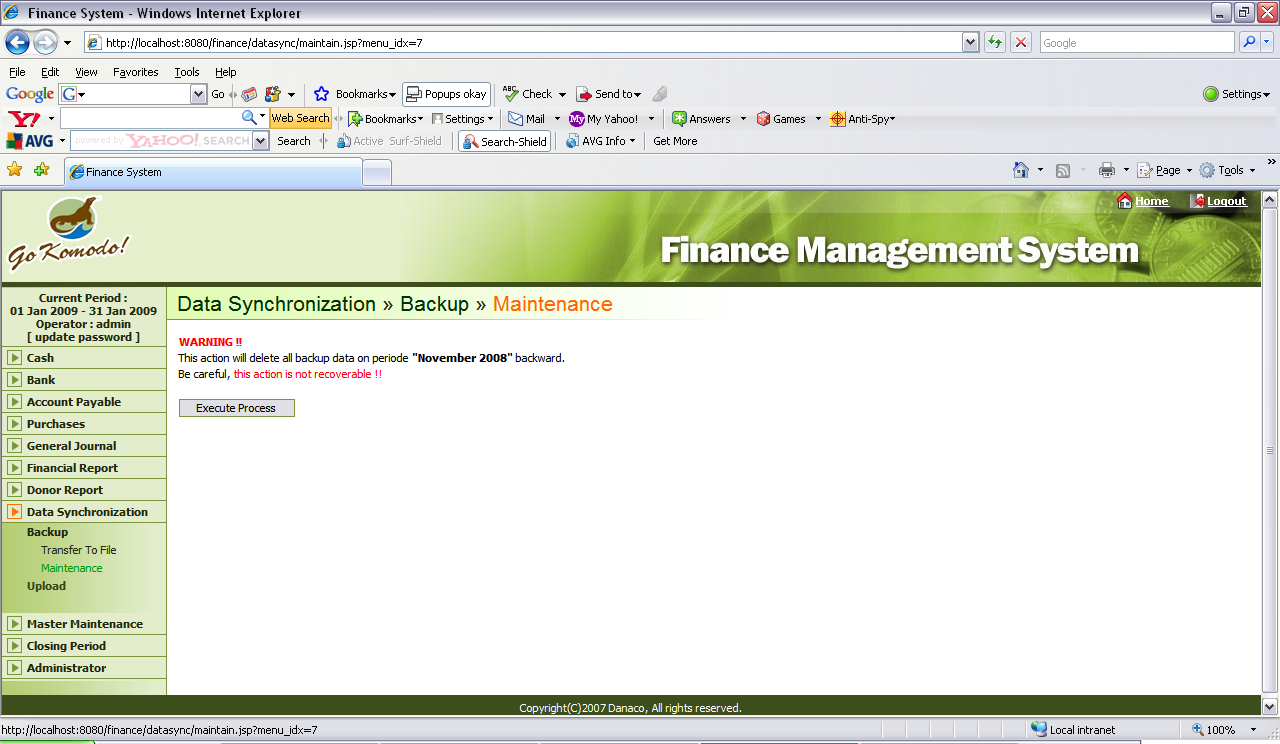 Finance System - Windows Internet Explorer
http://localhost:8080/finance/datasync/maintain.jsp?menu_idx=7
Google
File Edit View Favorites Tools Help
Google G Go Bookmarks Popups okay ABC Check Send to Settings
Y! Web Search Bookmarks Settings Mail My My Yahoo! Answers Games Anti-Spy
AVG powered by YAHOO! SEARCH Search Active Surf-Shield Search-Shield AVG Info Get More
Finance System Page Tools
Home Logout
Go Komodo!
Finance Management System
Current Period :
01 Jan 2009 - 31 Jan 2009
Operator : admin
[ update password ]
Cash
Bank
Account Payable
Purchases
General Journal
Financial Report
Donor Report
Data Synchronization
Backup
Transfer To File
Maintenance
Upload
Master Maintenance
Closing Period
Administrator
Data Synchronization » Backup » Maintenance
WARNING !!
This action will delete all backup data on periode "November 2008" backward.
Be careful, this action is not recoverable !!
Execute Process
Copyright(C)2007 Danaco, All rights reserved.
http://localhost:8080/finance/datasync/maintain.jsp?menu_idx=7 Local intranet 100%